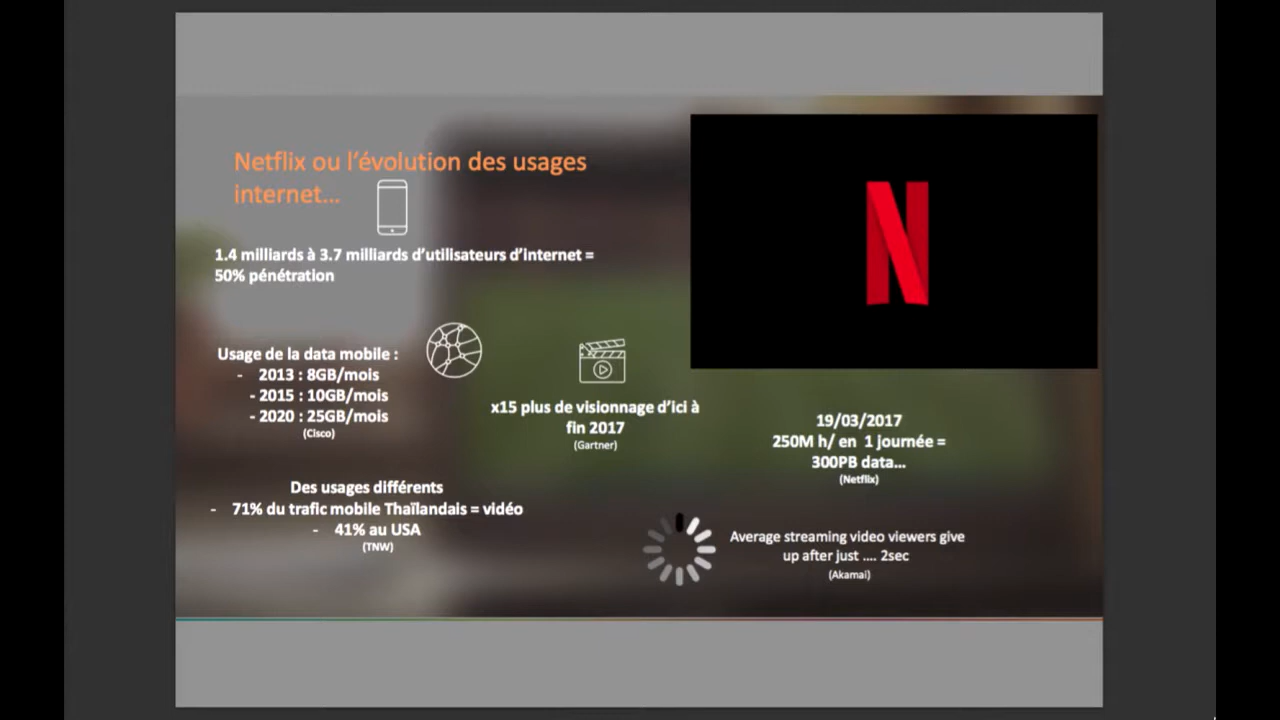 Netflix ou l'évolution des usages
internet...
1.4 milliards à 3.7 milliards d'utilisateurs d'internet =
50% pénétration
Usage de la data mobile :
- 2013 : 8GB/mois
- 2015 : 10GB/mois
- 2020 : 25GB/mois
(Cisco)
x15 plus de visionnage d'ici à
fin 2017
(Gartner)
N
19/03/2017
250M h/ en 1 journée =
300PB data...
(Netflix)
Des usages différents
- 71% du trafic mobile Thaïlandais = vidéo
- 41% au USA
(TNW)
Average streaming video viewers give
up after just .... 2sec
(Akamai)